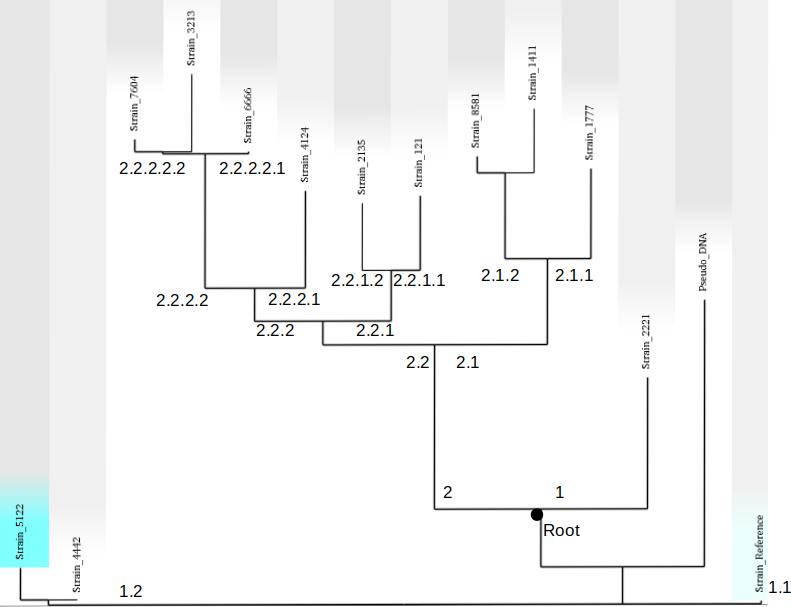 Strain_3213
Strain_7604
Strain_6666
Strain_1411
Strain_8581
Strain_1777
Strain_4124
Strain_2135
Strain_121
2.2.2.2.2
2.2.2.2.1
Pseudo_DNA
2.2.1.2
2.2.1.1
2.1.2
2.1.1
2.2.2.2
2.2.2.1
2.2.2
2.2.1
Strain_2221
2.2
2.1
2
1
Root
Strain_5122
Strain_4442
Strain_Reference
1.2
1.1